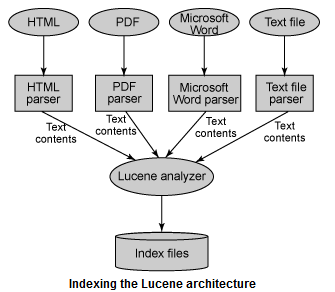 HTML
PDF
Microsoft
Word
Text file
HTML
parser
PDF
parser
Microsoft
Word parser
Text file
parser
Text
contents
Text
contents
Text
contents
Text
contents
Lucene analyzer
Index files
Indexing the Lucene architecture